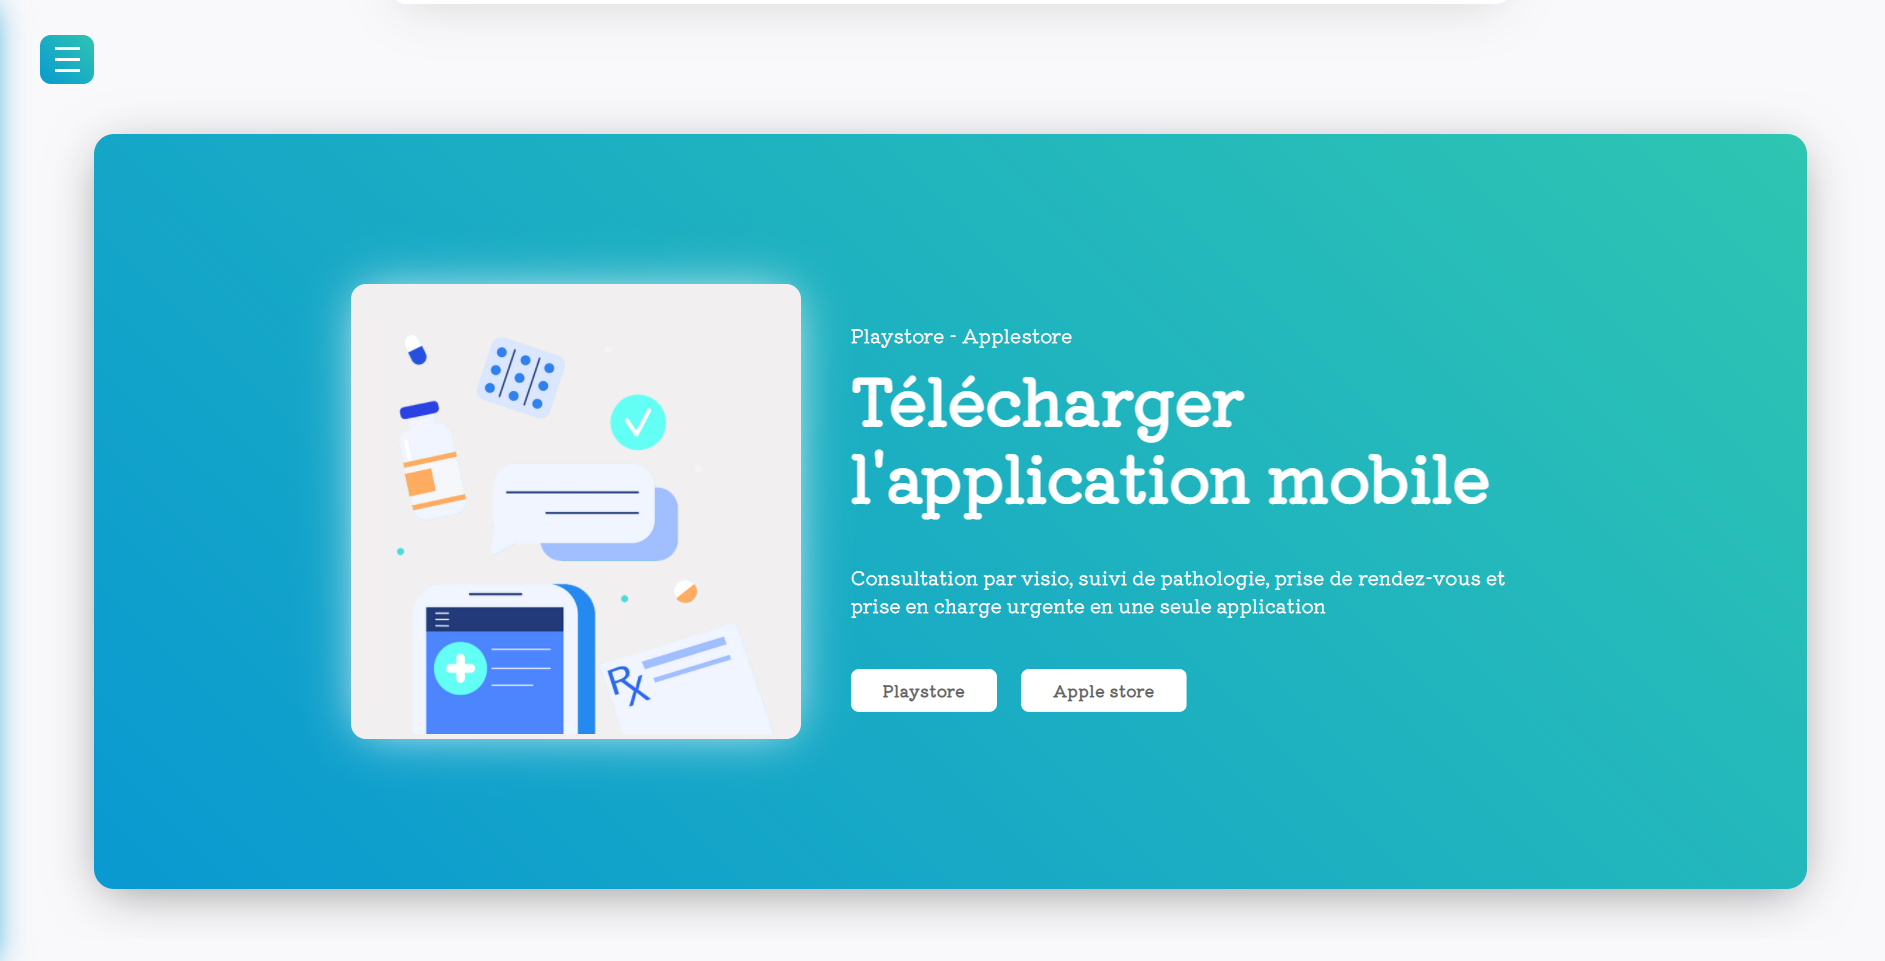 Playstore - Applestore
Télécharger
l'application mobile
Consultation par visio, suivi de pathologie, prise de rendez-vous et
prise en charge urgente en une seule application
Playstore
Apple store
Rx